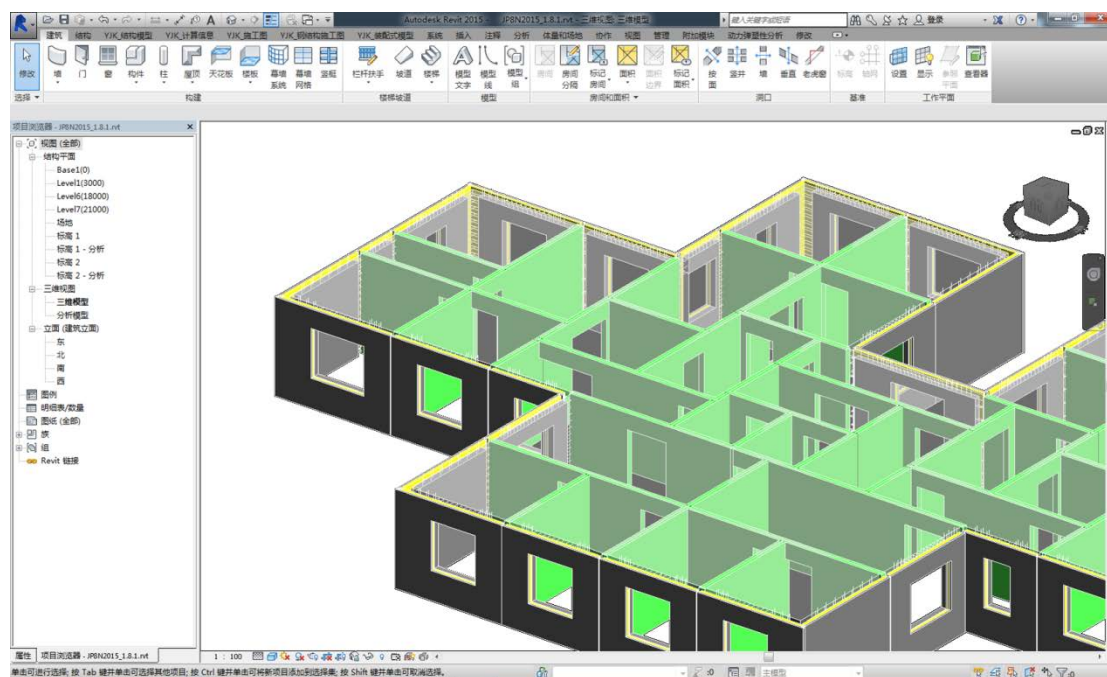 Autodesk Revit 2015 - JPBN2015_1.8.1.rvt - 三维视图: 三维模型
键入关键字或短语
登录
建筑 结构 YJK_结构模型 YJK_计算信息 YJK_施工图 YJK_钢结构施工图 YJK_装配式模型 系统 插入 注释 分析 体量和场地 协作 视图 管理 附加模块 动力弹塑性分析 修改
修改 墙 门 窗 构件 柱 屋顶 天花板 楼板 幕墙 系统 幕墙 网格 竖梃 栏杆扶手 坡道 楼梯 模型 文字 模型 线 模型 组 房间 房间 分隔 标记 房间 面积 面积 边界 标记 面积 按 面 竖井 墙 垂直 老虎窗 标高 轴网 设置 显示 参照 平面 查看器
选择 构建 楼梯坡道 模型 房间和面积 洞口 基准 工作平面
项目浏览器 - JPBN2015_1.8.1.rvt
视图 (全部)
结构平面
Base1(0)
Level1(3000)
Level6(18000)
Level7(21000)
场地
标高 1
标高 1 - 分析
标高 2
标高 2 - 分析
三维视图
三维模型
分析模型
立面 (建筑立面)
东
北
南
西
图例
明细表/数量
图纸 (全部)
族
组
Revit 链接
属性 项目浏览器 - JPBN2015_1.8.1.rvt
1 : 100
单击可进行选择; 按 Tab 键并单击可选择其他项目; 按 Ctrl 键并单击可将新项目添加到选择集; 按 Shift 键并单击可取消选择。
:0 主模型 :0